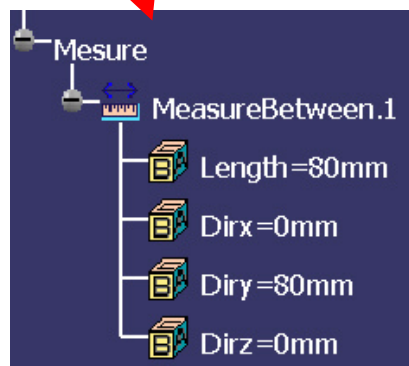 Mesure
MeasureBetween.1
Length=80mm
Dirx=0mm
Diry=80mm
Dirz=0mm